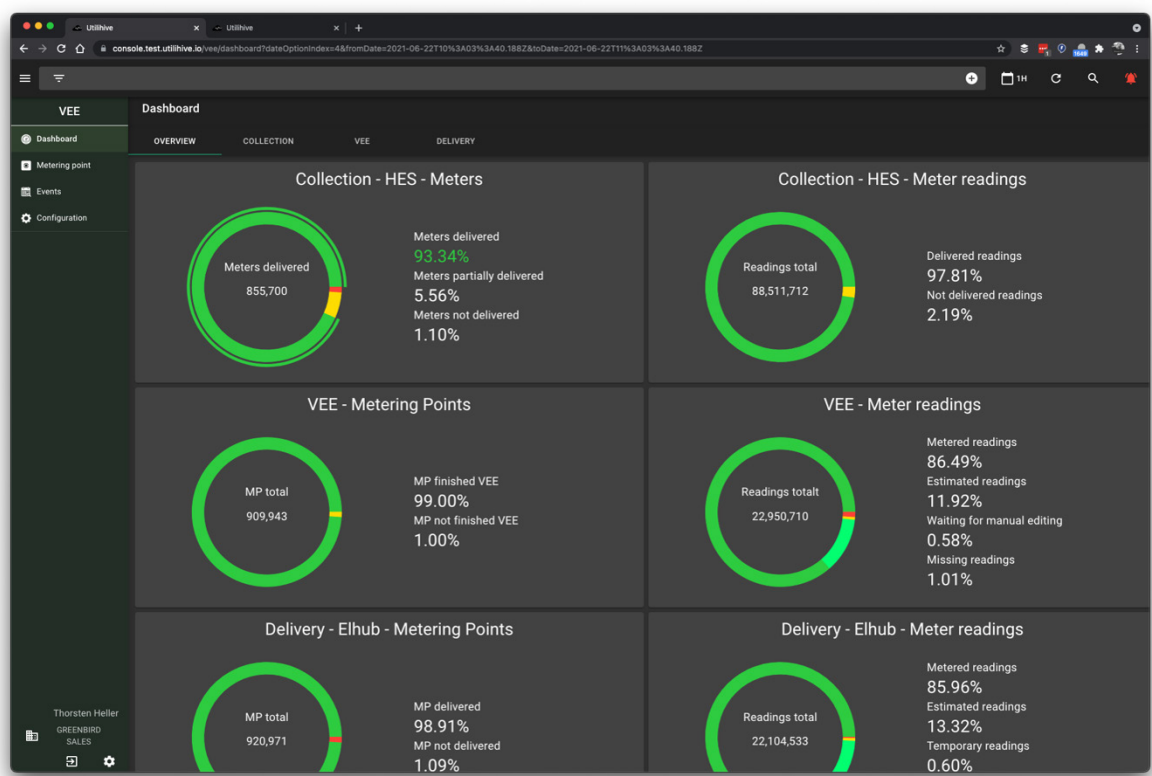 Utilihive
Utilihive
console.test.utilihive.io/vee/dashboard?dateOptionIndex=4&fromDate=2021-06-22T10%3A03%3A40.188Z&toDate=2021-06-22T11%3A03%3A40.188Z
1H
VEE
Dashboard
Metering point
Events
Configuration
Dashboard
OVERVIEW
COLLECTION
VEE
DELIVERY
Collection - HES - Meters
Meters delivered
855,700
Meters delivered
93.34%
Meters partially delivered
5.56%
Meters not delivered
1.10%
Collection - HES - Meter readings
Readings total
88,511,712
Delivered readings
97.81%
Not delivered readings
2.19%
VEE - Metering Points
MP total
909,943
MP finished VEE
99.00%
MP not finished VEE
1.00%
VEE - Meter readings
Readings totalt
22,950,710
Metered readings
86.49%
Estimated readings
11.92%
Waiting for manual editing
0.58%
Missing readings
1.01%
Delivery - Elhub - Metering Points
MP total
920,971
MP delivered
98.91%
MP not delivered
1.09%
Delivery - Elhub - Meter readings
Readings total
22,104,533
Metered readings
85.96%
Estimated readings
13.32%
Temporary readings
0.60%
Thorsten Heller
GREENBIRD
SALES